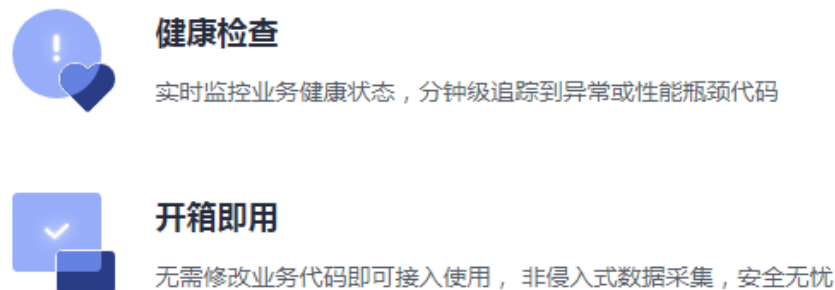 健康检查
实时监控业务健康状态，分钟级追踪到异常或性能瓶颈代码
开箱即用
无需修改业务代码即可接入使用， 非侵入式数据采集，安全无忧